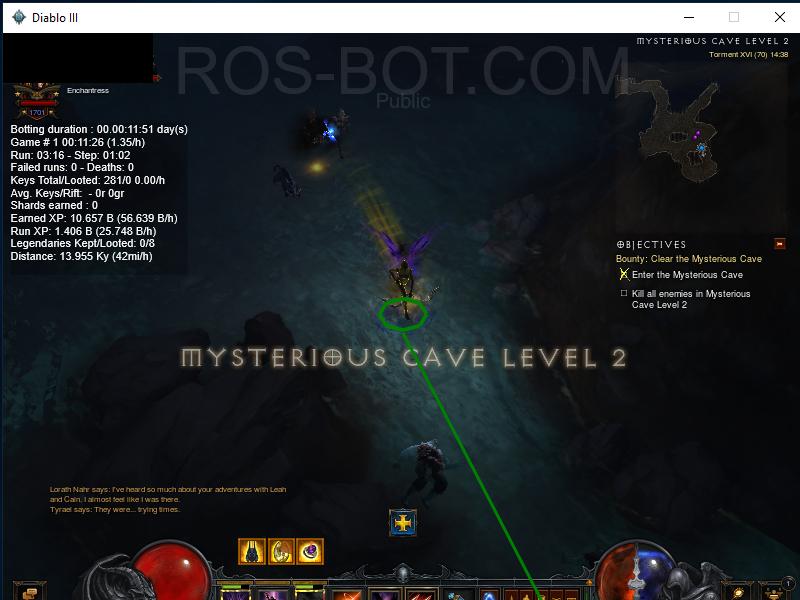 Diablo III
MYSTERIOUS CAVE LEVEL 2
Torment XVI (70) 14:38
ROS-BOT.COM
Public
Enchantress
1701
Botting duration : 00.00:11:51 day(s)
Game # 1 00:11:26 (1.35/h)
Run: 03:16 - Step: 01:02
Failed runs: 0 - Deaths: 0
Keys Total/Looted: 281/0 0.00/h
Avg. Keys/Rift: - 0r 0gr
Shards earned : 0
Earned XP: 10.657 B (56.639 B/h)
Run XP: 1.406 B (25.748 B/h)
Legendaries Kept/Looted: 0/8
Distance: 13.955 Ky (42mi/h)
OBJECTIVES
Bounty: Clear the Mysterious Cave
Enter the Mysterious Cave
Kill all enemies in Mysterious
Cave Level 2
MYSTERIOUS CAVE LEVEL 2
Lorath Nahr says: I've heard so much about your adventures with Leah
and Cain, I almost feel like I was there.
Tyrael says: They were... trying times.
1